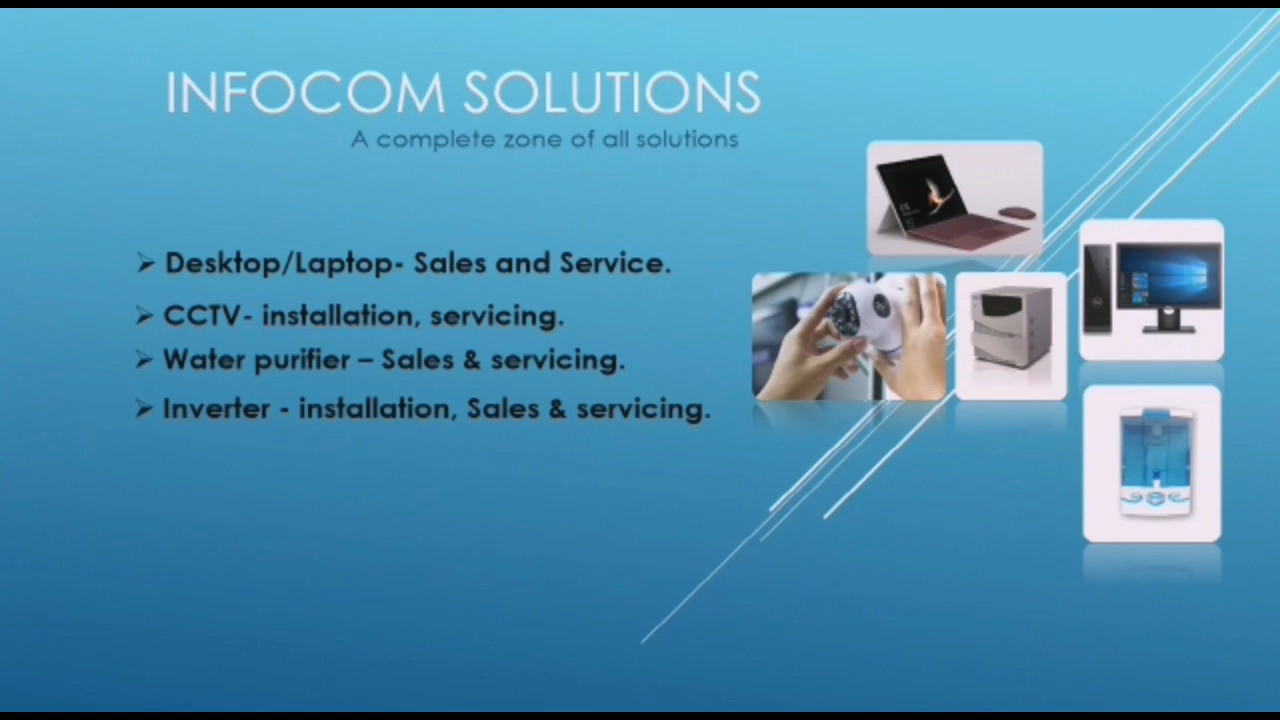 INFOCOM SOLUTIONS
A complete zone of all solutions
➢ Desktop/Laptop- Sales and Service.
➢ CCTV- installation, servicing.
➢ Water purifier – Sales & servicing.
➢ Inverter - installation, Sales & servicing.